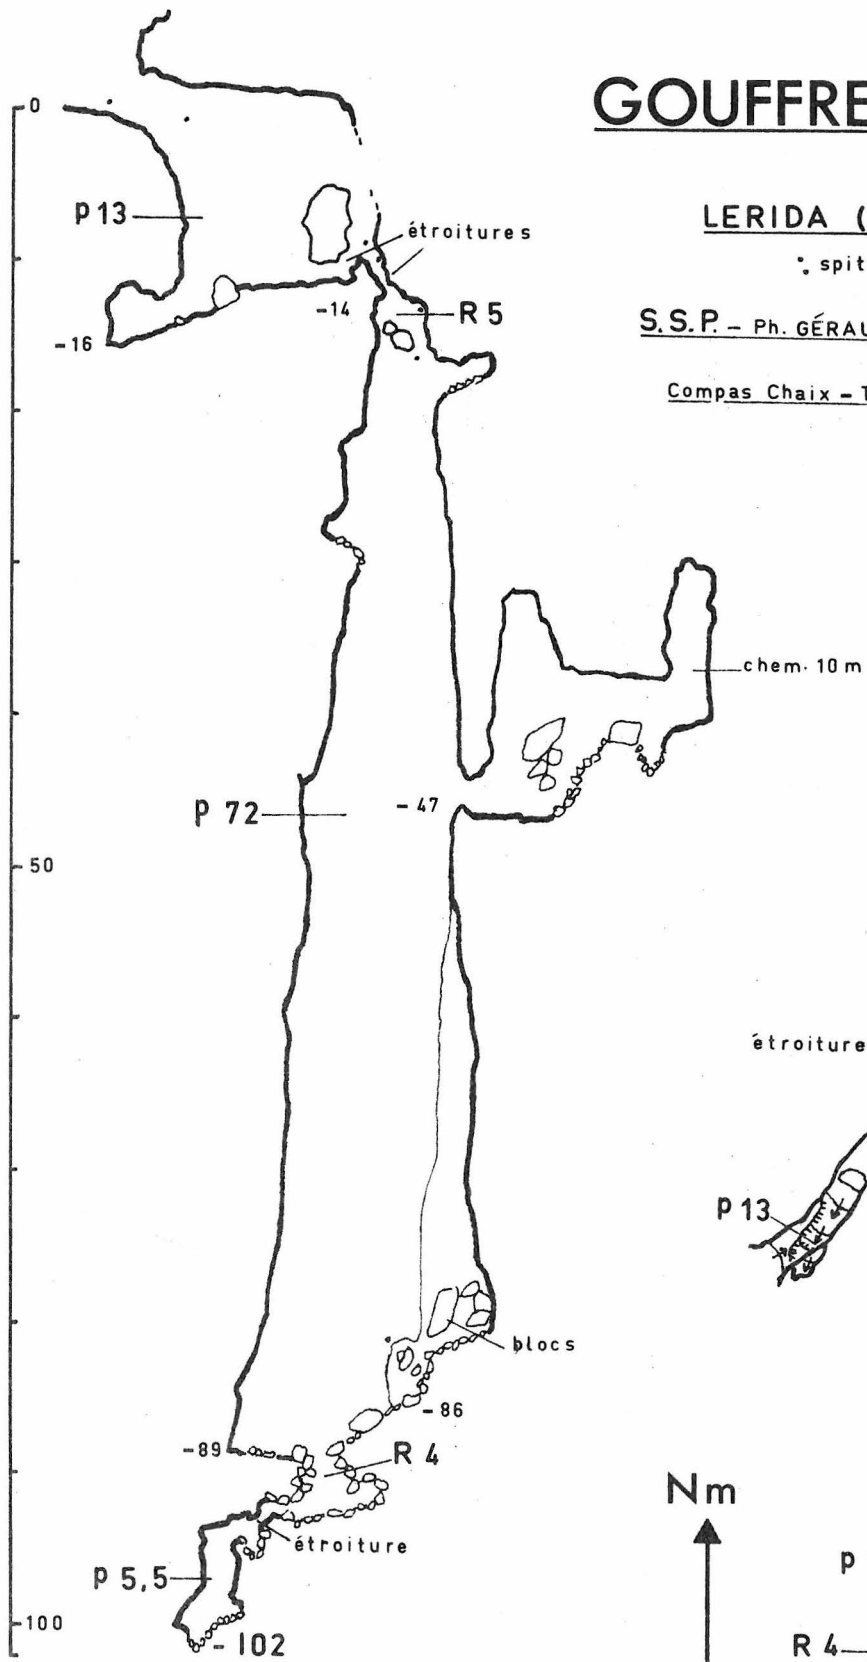 GOUFFRE
0
LERIDA (
P 13
étroitures
• spit
-14
R 5
S.S.P. - Ph. GÉRAU
-16
Compas Chaix - T
chem. 10 m
P 72
-47
50
étroiture
P 13
blocs
-86
-89
R 4
Nm
étroiture
P
P 5,5
100
-102
R 4